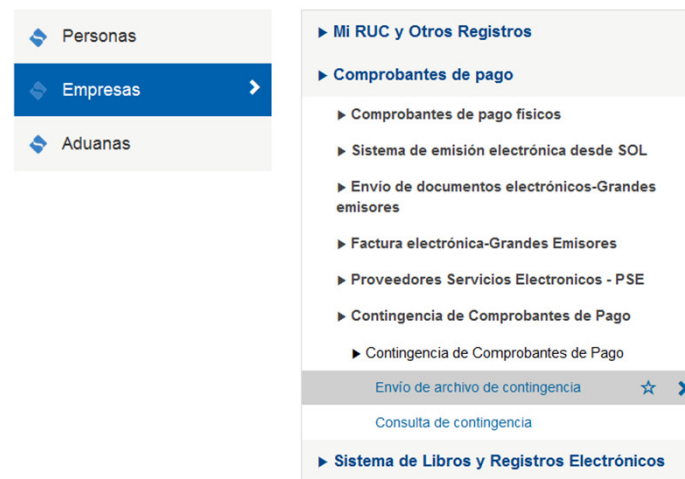 Personas
Empresas
Aduanas
Mi RUC y Otros Registros
Comprobantes de pago
Comprobantes de pago físicos
Sistema de emisión electrónica desde SOL
Envío de documentos electrónicos-Grandes
emisores
Factura electrónica-Grandes Emisores
Proveedores Servicios Electronicos - PSE
Contingencia de Comprobantes de Pago
Contingencia de Comprobantes de Pago
Envío de archivo de contingencia
Consulta de contingencia
Sistema de Libros y Registros Electrónicos